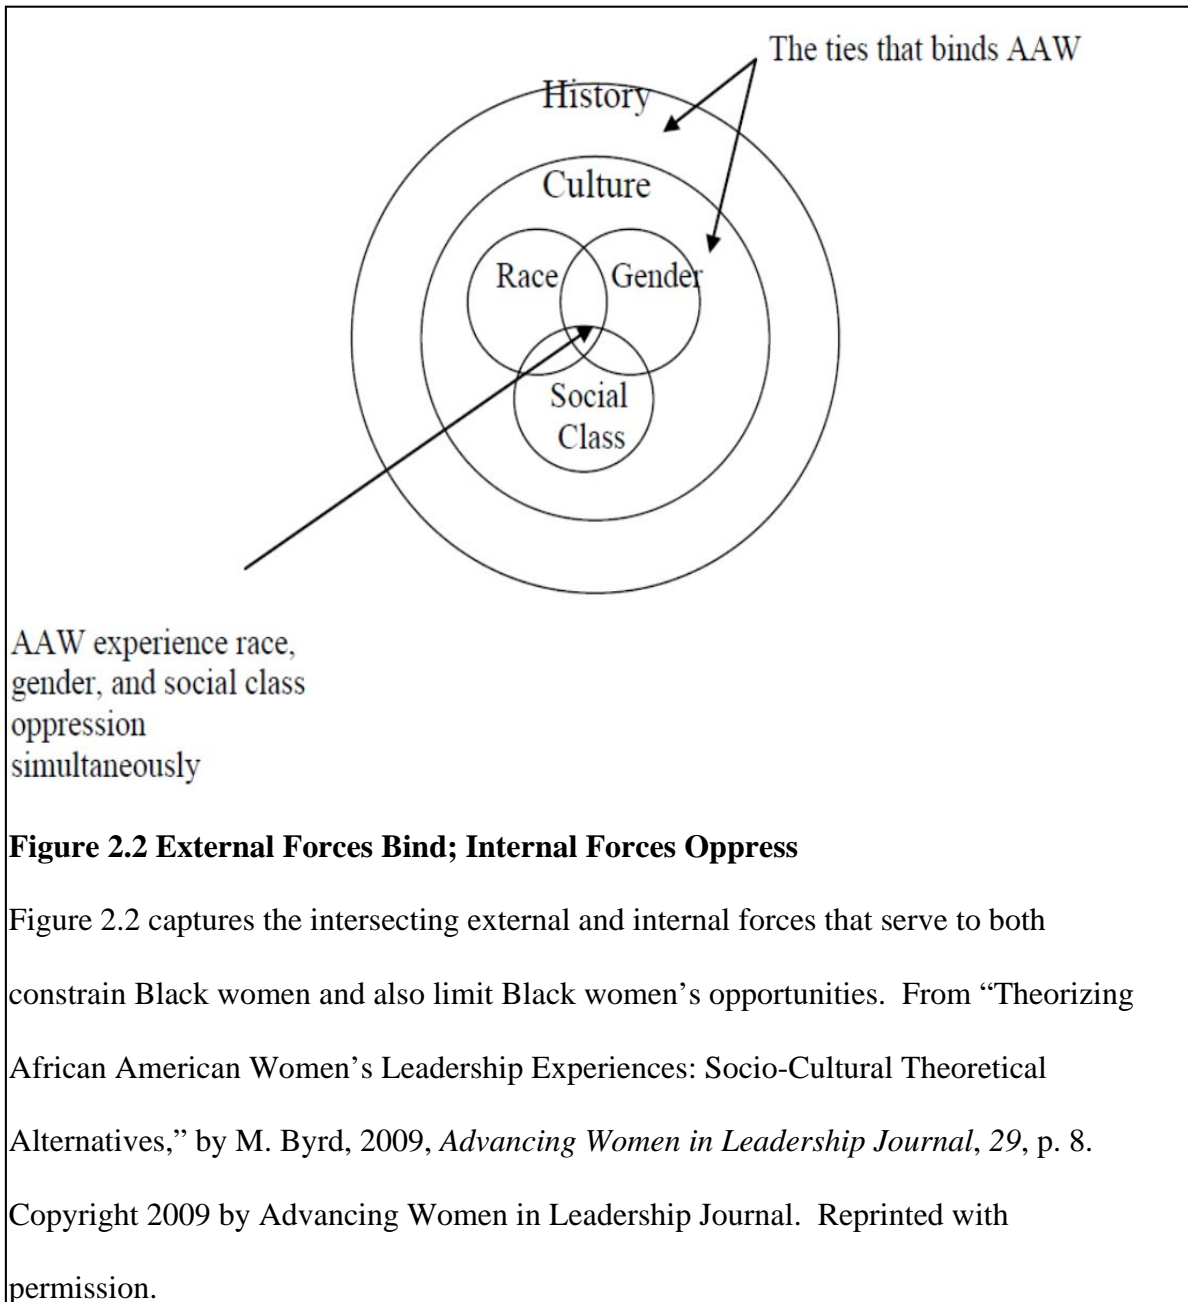 The ties that binds AAW
History
Culture
Race
Gender
Social
Class
AAW experience race,
gender, and social class
oppression
simultaneously
Figure 2.2 External Forces Bind; Internal Forces Oppress
Figure 2.2 captures the intersecting external and internal forces that serve to both
constrain Black women and also limit Black women’s opportunities.  From “Theorizing
African American Women’s Leadership Experiences: Socio-Cultural Theoretical
Alternatives,” by M. Byrd, 2009, Advancing Women in Leadership Journal, 29, p. 8.
Copyright 2009 by Advancing Women in Leadership Journal.  Reprinted with
permission.